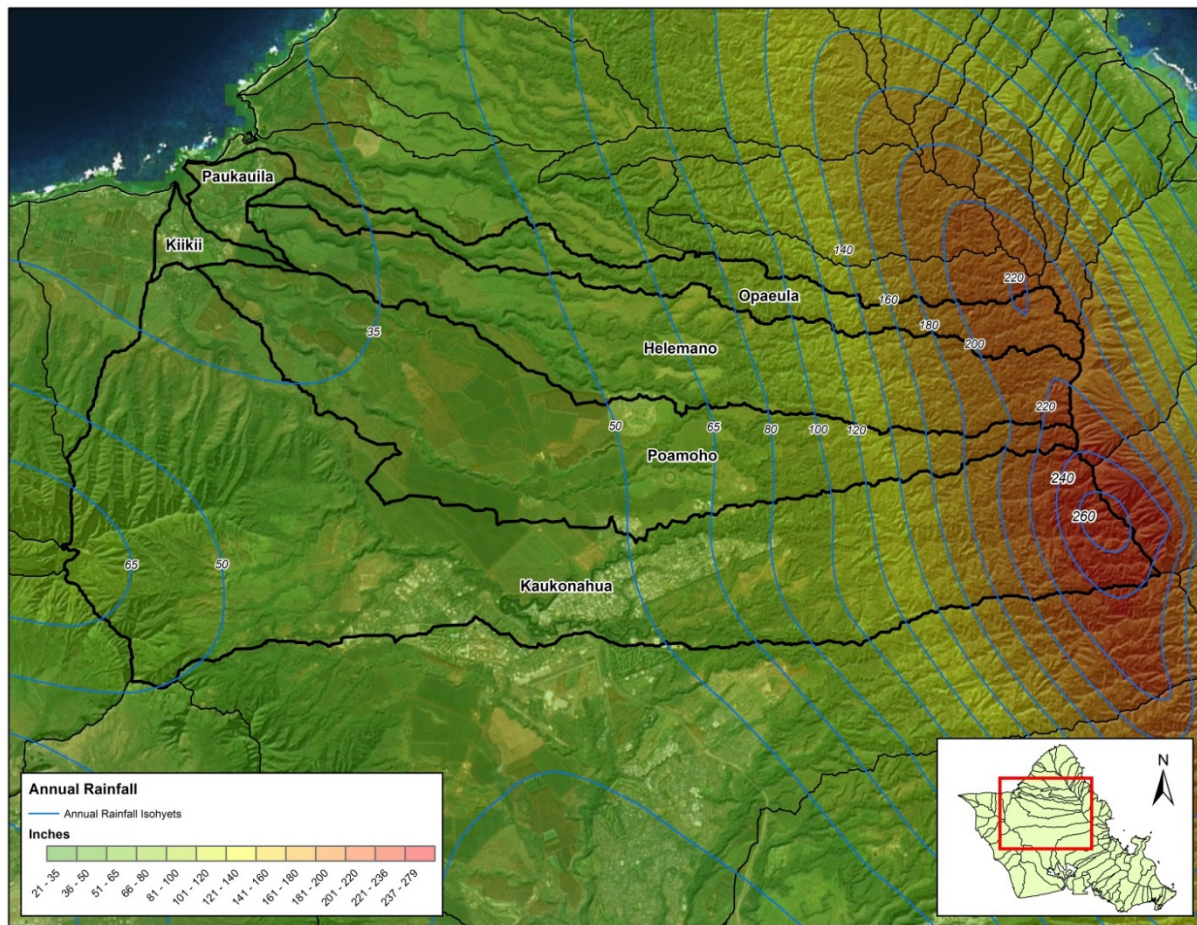 Paukauila
Kiikii
140
220
Opaeula
160
180
35
200
Helemano
220
50
65
80
100
120
Poamoho
240
260
65
50
Kaukonahua
Annual Rainfall
Annual Rainfall Isohyets
Inches
21 - 35
36 - 50
51 - 65
66 - 80
81 - 100
101 - 120
121 - 140
141 - 160
161 - 180
181 - 200
201 - 220
221 - 236
237 - 279
N